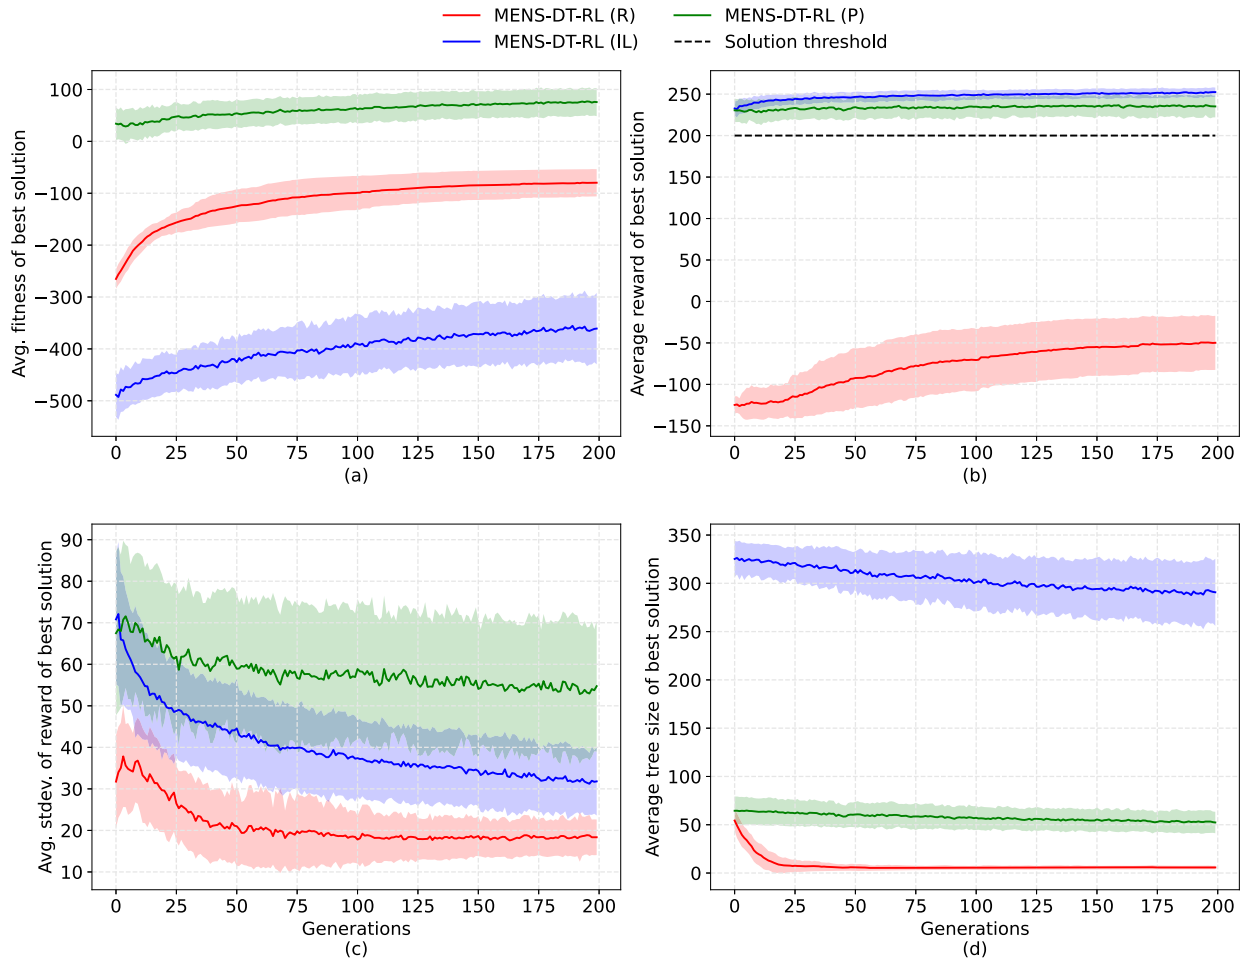 MENS-DT-RL (R)
MENS-DT-RL (IL)
MENS-DT-RL (P)
Solution threshold
Avg. fitness of best solution
100
0
−100
−200
−300
−400
−500
0 25 50 75 100 125 150 175 200
(a)
Average reward of best solution
250
200
150
100
50
0
−50
−100
−150
0 25 50 75 100 125 150 175 200
(b)
Avg. stdev. of reward of best solution
90
80
70
60
50
40
30
20
10
0 25 50 75 100 125 150 175 200
Generations
(c)
Average tree size of best solution
350
300
250
200
150
100
50
0
0 25 50 75 100 125 150 175 200
Generations
(d)